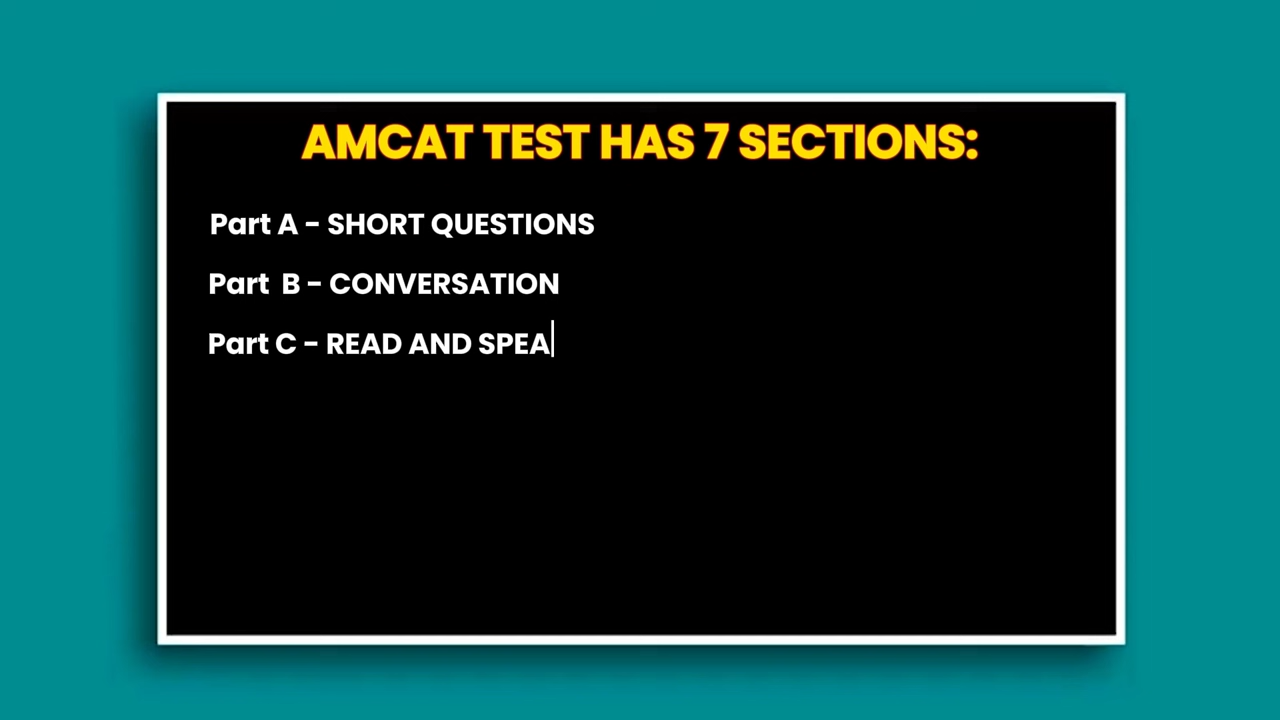 AMCAT TEST HAS 7 SECTIONS:
Part A - SHORT QUESTIONS
Part B - CONVERSATION
Part C - READ AND SPEA